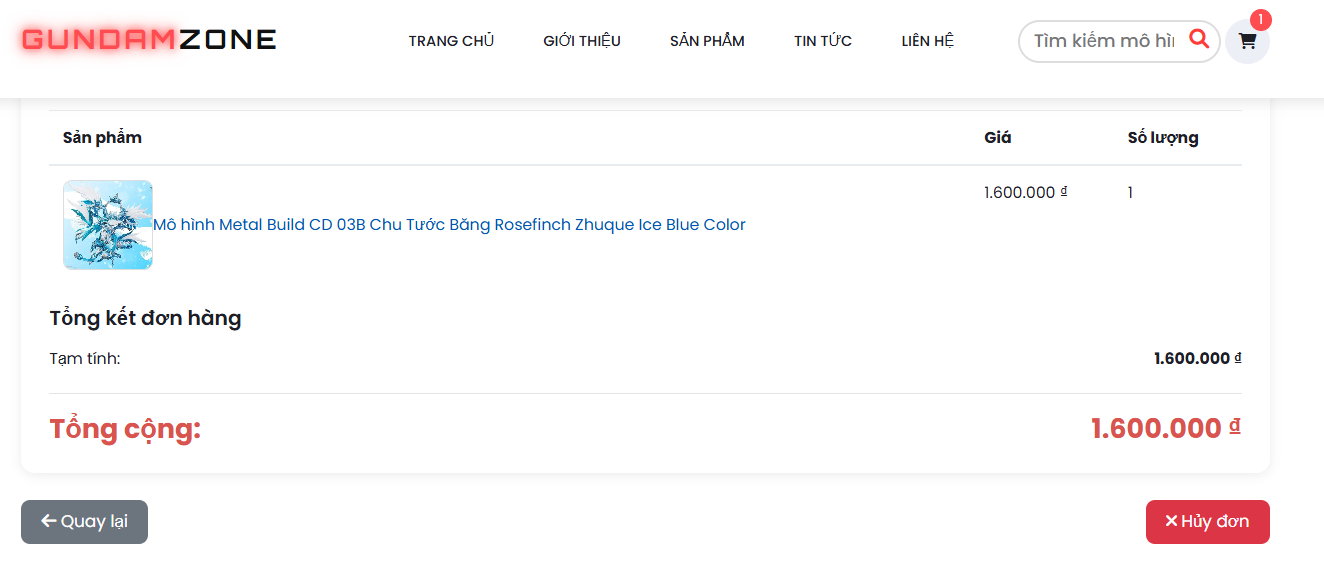 GUNDAMZONE
TRANG CHỦ GIỚI THIỆU SẢN PHẨM TIN TỨC LIÊN HỆ
Tìm kiếm mô hìn
1
Sản phẩm Giá Số lượng
Mô hình Metal Build CD 03B Chu Tước Băng Rosefinch Zhuque Ice Blue Color 1.600.000 ₫ 1
Tổng kết đơn hàng
Tạm tính: 1.600.000 ₫
Tổng cộng: 1.600.000 ₫
Quay lại Hủy đơn